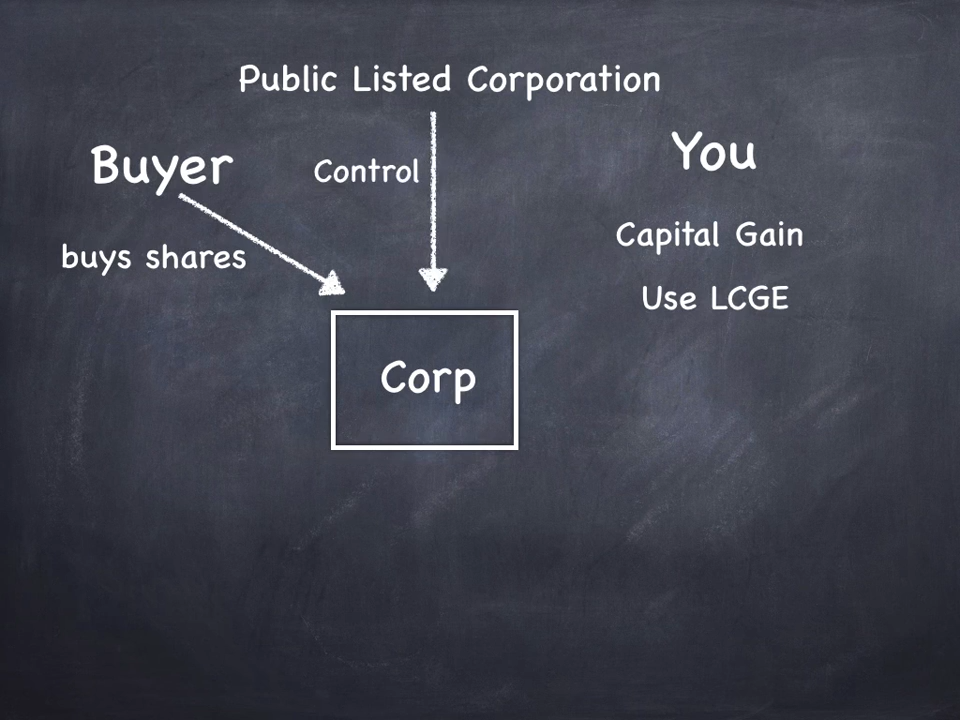 Public Listed Corporation
Buyer
Control
You
buys shares
Capital Gain
Use LCGE
Corp